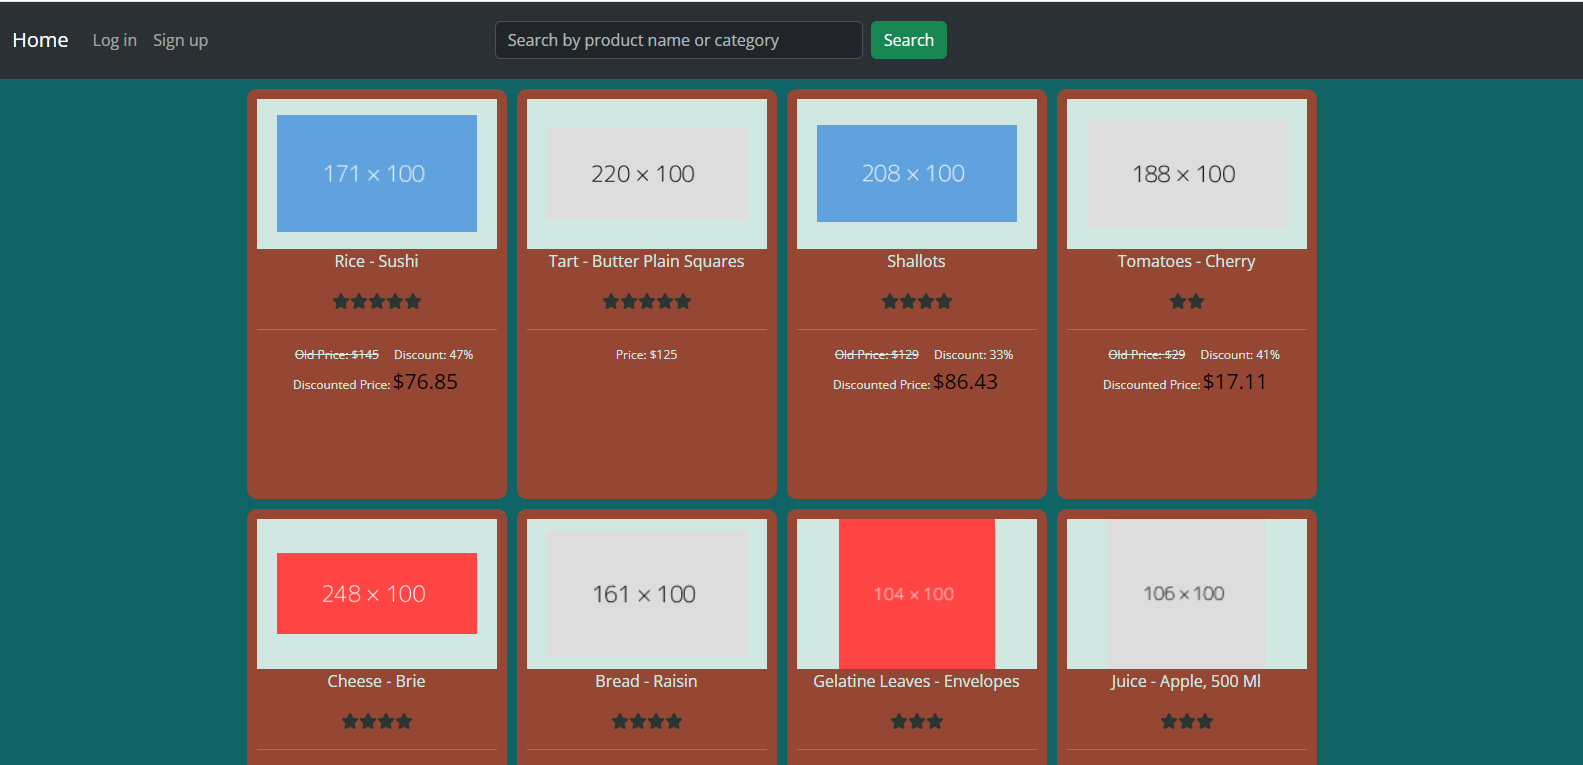 Home Log in Sign up Search by product name or category Search
171 × 100
220 × 100
208 × 100
188 × 100
Rice - Sushi
Tart - Butter Plain Squares
Shallots
Tomatoes - Cherry
Old Price: $145 Discount: 47%
Discounted Price: $76.85
Price: $125
Old Price: $129 Discount: 33%
Discounted Price: $86.43
Old Price: $29 Discount: 41%
Discounted Price: $17.11
248 × 100
161 × 100
104 × 100
106 × 100
Cheese - Brie
Bread - Raisin
Gelatine Leaves - Envelopes
Juice - Apple, 500 Ml